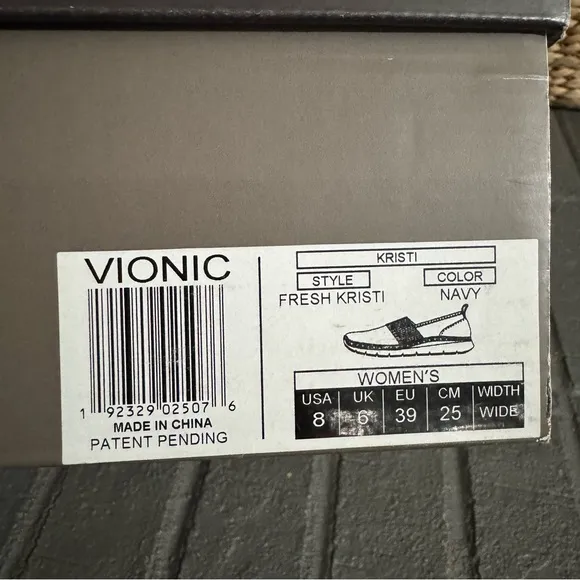 VIONIC
1 92329 02507 6
MADE IN CHINA
PATENT PENDING
KRISTI
STYLE COLOR
FRESH KRISTI NAVY
WOMEN'S
USA UK EU CM WIDTH
8 6 39 25 WIDE